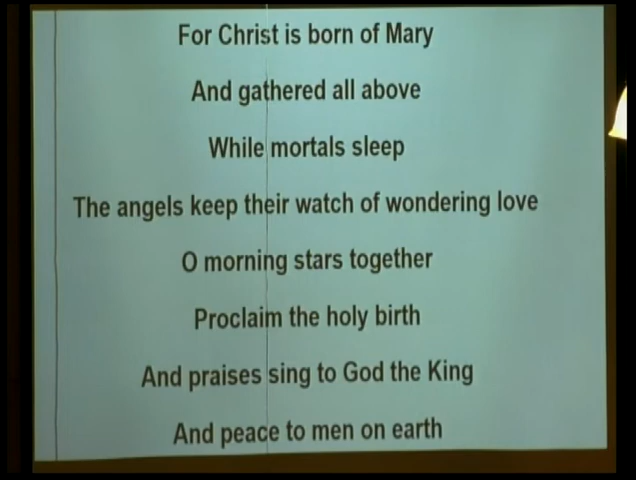 For Christ is born of Mary
And gathered all above
While mortals sleep
The angels keep their watch of wondering love
O morning stars together
Proclaim the holy birth
And praises sing to God the King
And peace to men on earth